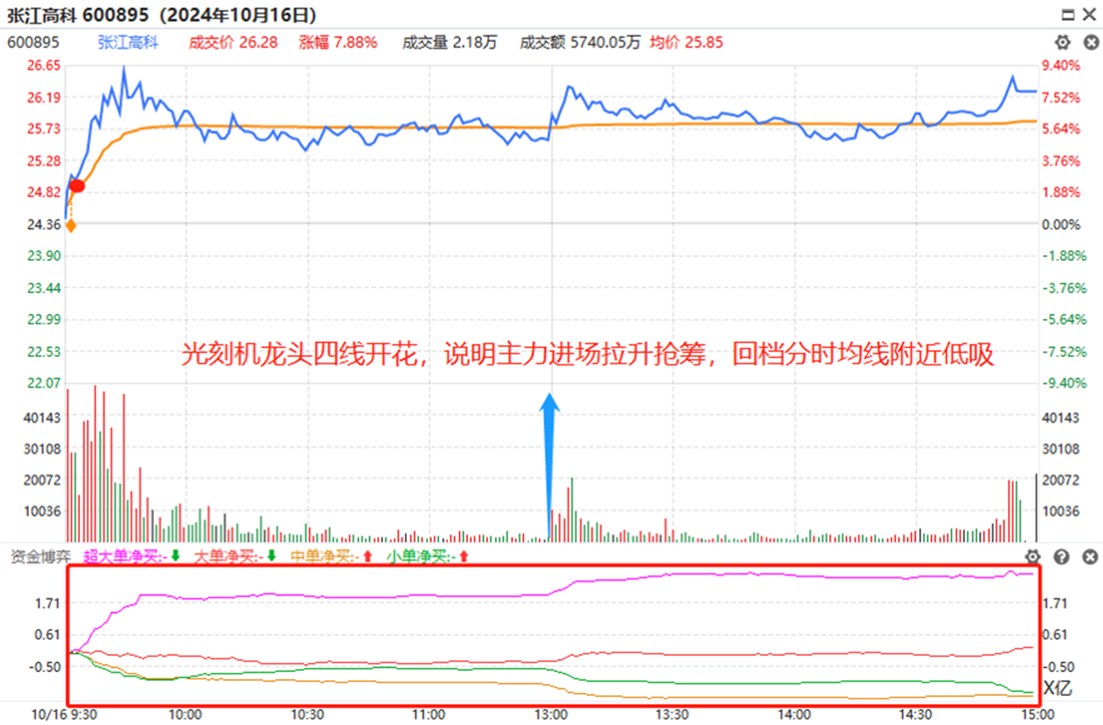 张江高科 600895（2024年10月16日）
600895 张江高科 成交价 26.28 涨幅 7.88% 成交量 2.18万 成交额 5740.05万 均价 25.85
26.65 9.40%
26.19 7.52%
25.73 5.64%
25.28 3.76%
24.82 1.88%
24.36 0.00%
23.90 -1.88%
23.44 -3.76%
22.99 -5.64%
22.53 光刻机龙头四线开花，说明主力进场拉升抢筹，回档分时均线附近低吸 -7.52%
22.07 -9.40%
40143 40143
30108 30108
20072 20072
10036 10036
资金博弈 超大单净买:-⬇ 大单净买:-⬇ 中单净买:-⬆ 小单净买:-⬆
1.71 1.71
0.61 0.61
-0.50 -0.50
X亿
10/16 9:30 10:00 10:30 11:00 13:00 13:30 14:00 14:30 15:00